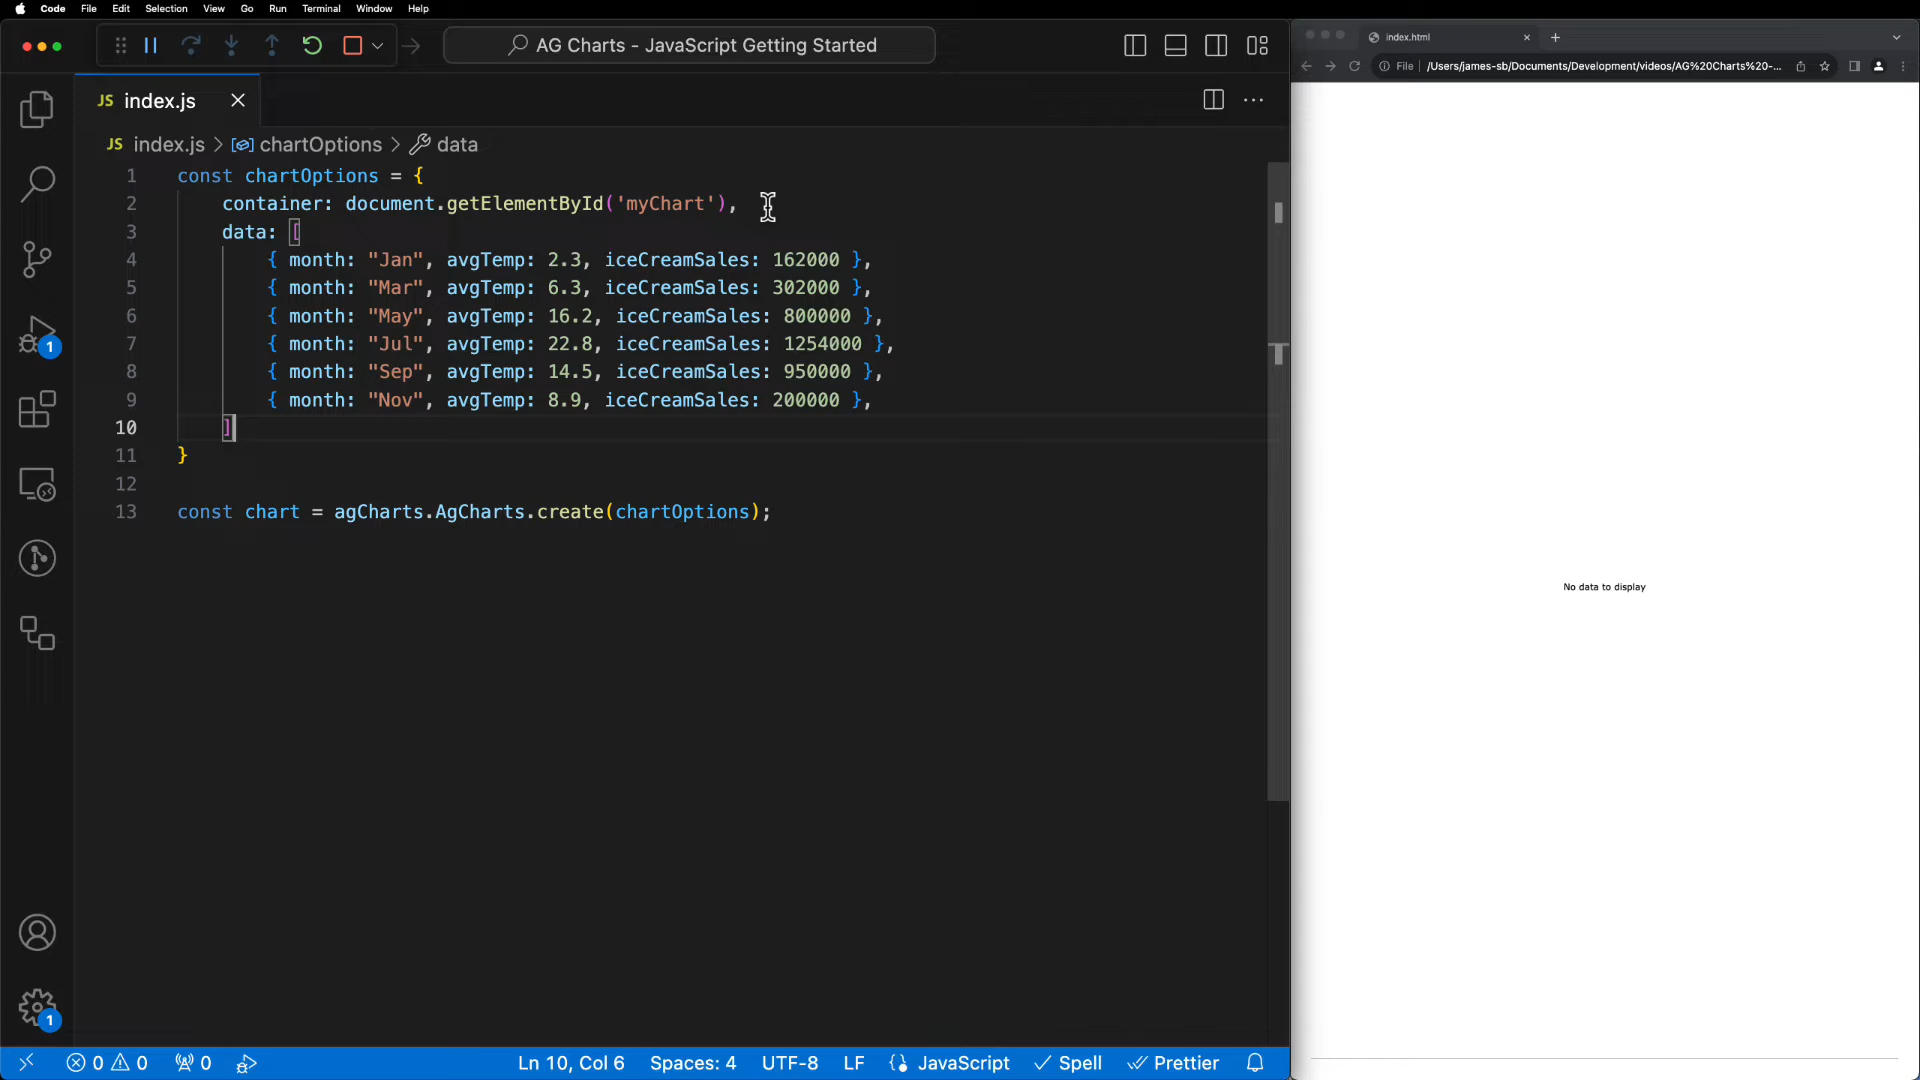 Code File Edit Selection View Go Run Terminal Window Help
AG Charts - JavaScript Getting Started
JS index.js
JS index.js > chartOptions > data
1 const chartOptions = {
2 container: document.getElementById('myChart'),
3 data: [
4 { month: "Jan", avgTemp: 2.3, iceCreamSales: 162000 },
5 { month: "Mar", avgTemp: 6.3, iceCreamSales: 302000 },
6 { month: "May", avgTemp: 16.2, iceCreamSales: 800000 },
7 { month: "Jul", avgTemp: 22.8, iceCreamSales: 1254000 },
8 { month: "Sep", avgTemp: 14.5, iceCreamSales: 950000 },
9 { month: "Nov", avgTemp: 8.9, iceCreamSales: 200000 },
10 ]
11 }
12
13 const chart = agCharts.AgCharts.create(chartOptions);
1
1
0 0 0 Ln 10, Col 6 Spaces: 4 UTF-8 LF {} JavaScript Spell Prettier
index.html
File /Users/james-sb/Documents/Development/videos/AG%20Charts%20-...
No data to display